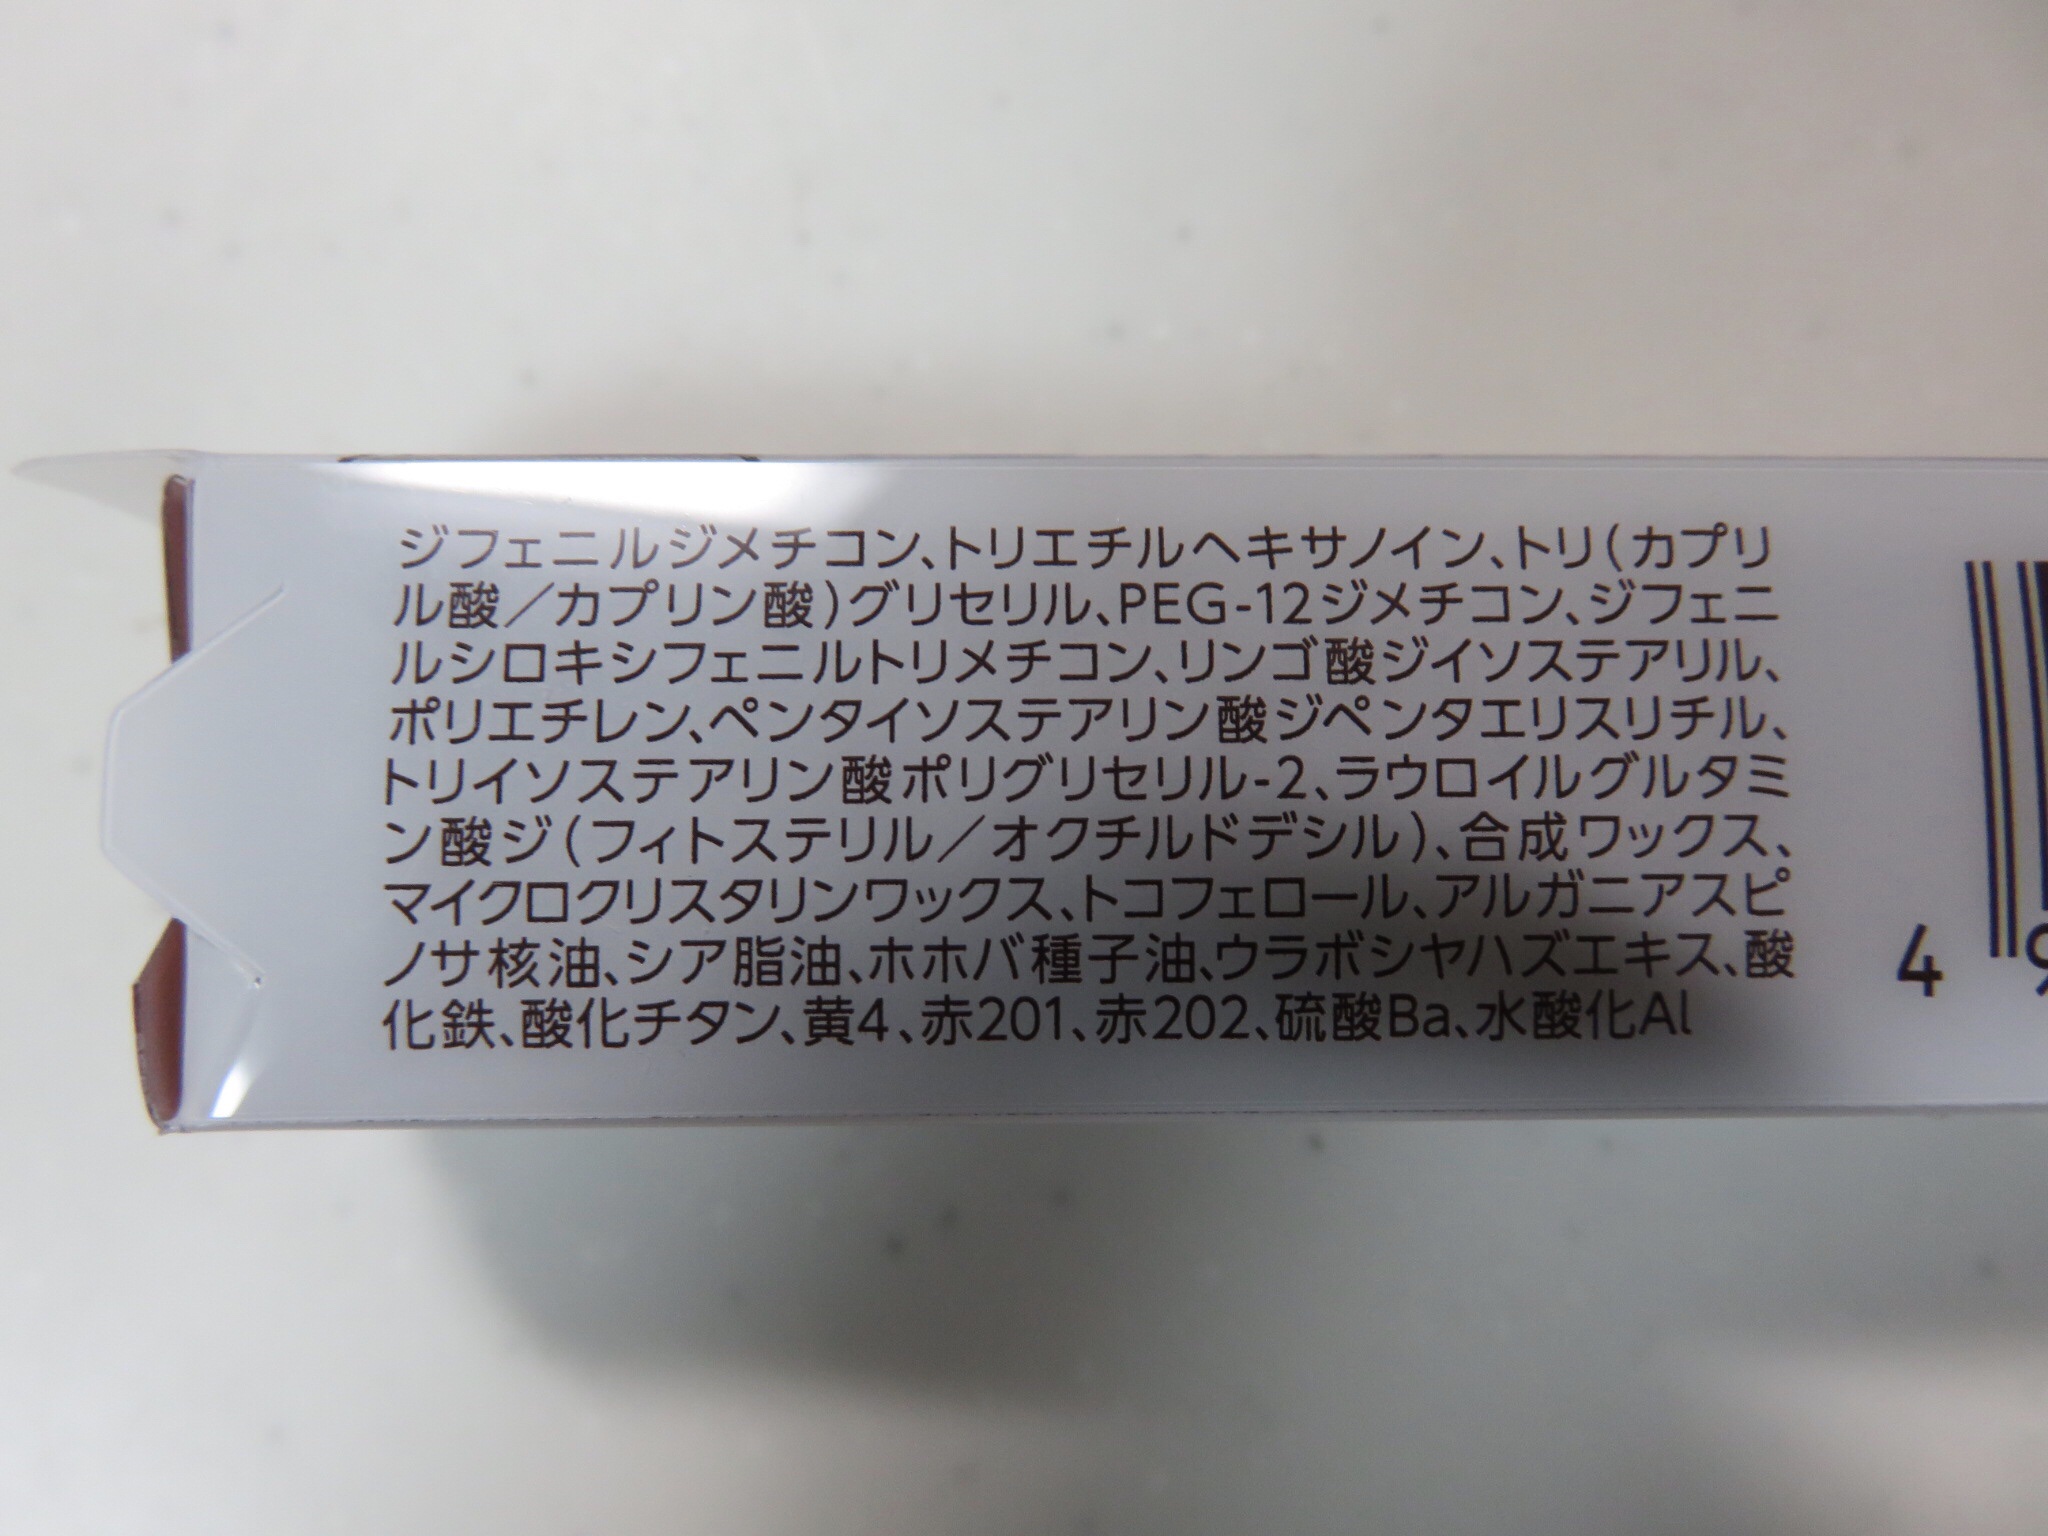 ジフェニルジメチコン、トリエチルヘキサノイン、トリ(カプリ
ル酸/カプリン酸)グリセリル、PEG-12ジメチコン、ジフェニ
ルシロキシフェニルトリメチコン、リンゴ酸ジイソステアリル、
ポリエチレン、ペンタイソステアリン酸ジペンタエリスリチル、
トリイソステアリン酸ポリグリセリル-2、ラウロイルグルタミ
ン酸ジ(フィトステリル/オクチルドデシル)、合成ワックス、
マイクロクリスタリンワックス、トコフェロール、アルガニアスピ
ノサ核油、シア脂油、ホホバ種子油、ウラボシヤハズエキス、酸
化鉄、酸化チタン、黄4、赤201、赤202、硫酸Ba、水酸化Al
4